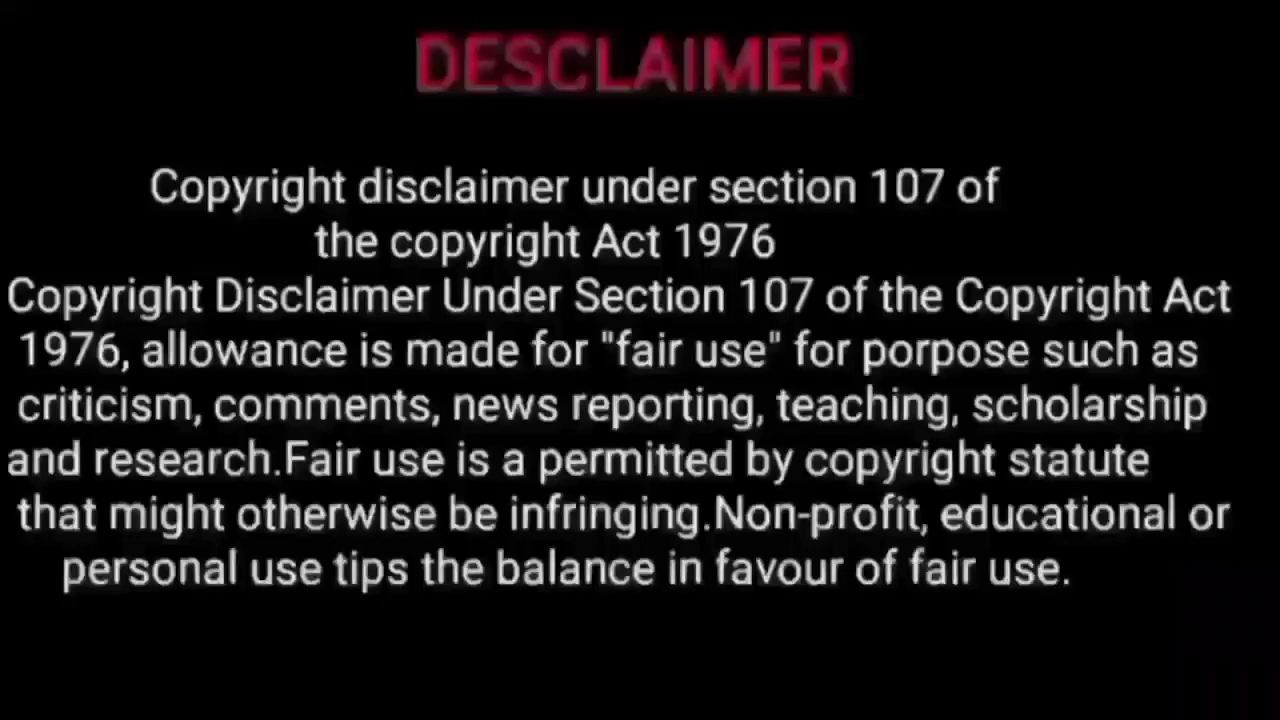 DESCLAIMER
Copyright disclaimer under section 107 of
the copyright Act 1976
Copyright Disclaimer Under Section 107 of the Copyright Act
1976, allowance is made for "fair use" for porpose such as
criticism, comments, news reporting, teaching, scholarship
and research.Fair use is a permitted by copyright statute
that might otherwise be infringing.Non-profit, educational or
personal use tips the balance in favour of fair use.